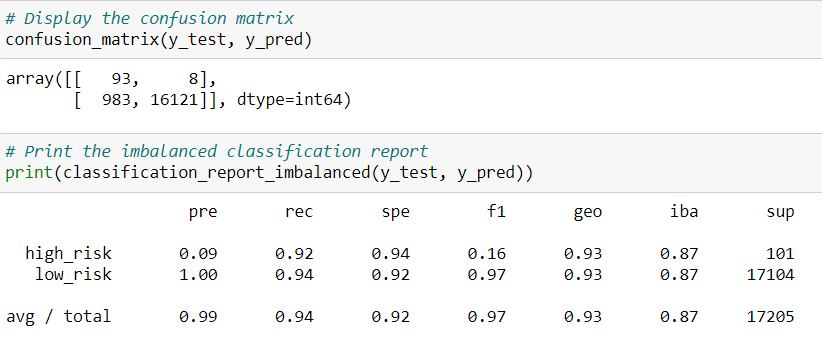 # Display the confusion matrix
confusion_matrix(y_test, y_pred)
array([[   93,     8],
       [  983, 16121]], dtype=int64)
# Print the imbalanced classification report
print(classification_report_imbalanced(y_test, y_pred))
                   pre       rec       spe        f1       geo       iba       sup
  high_risk       0.09      0.92      0.94      0.16      0.93      0.87       101
   low_risk       1.00      0.94      0.92      0.97      0.93      0.87     17104
avg / total       0.99      0.94      0.92      0.97      0.93      0.87     17205